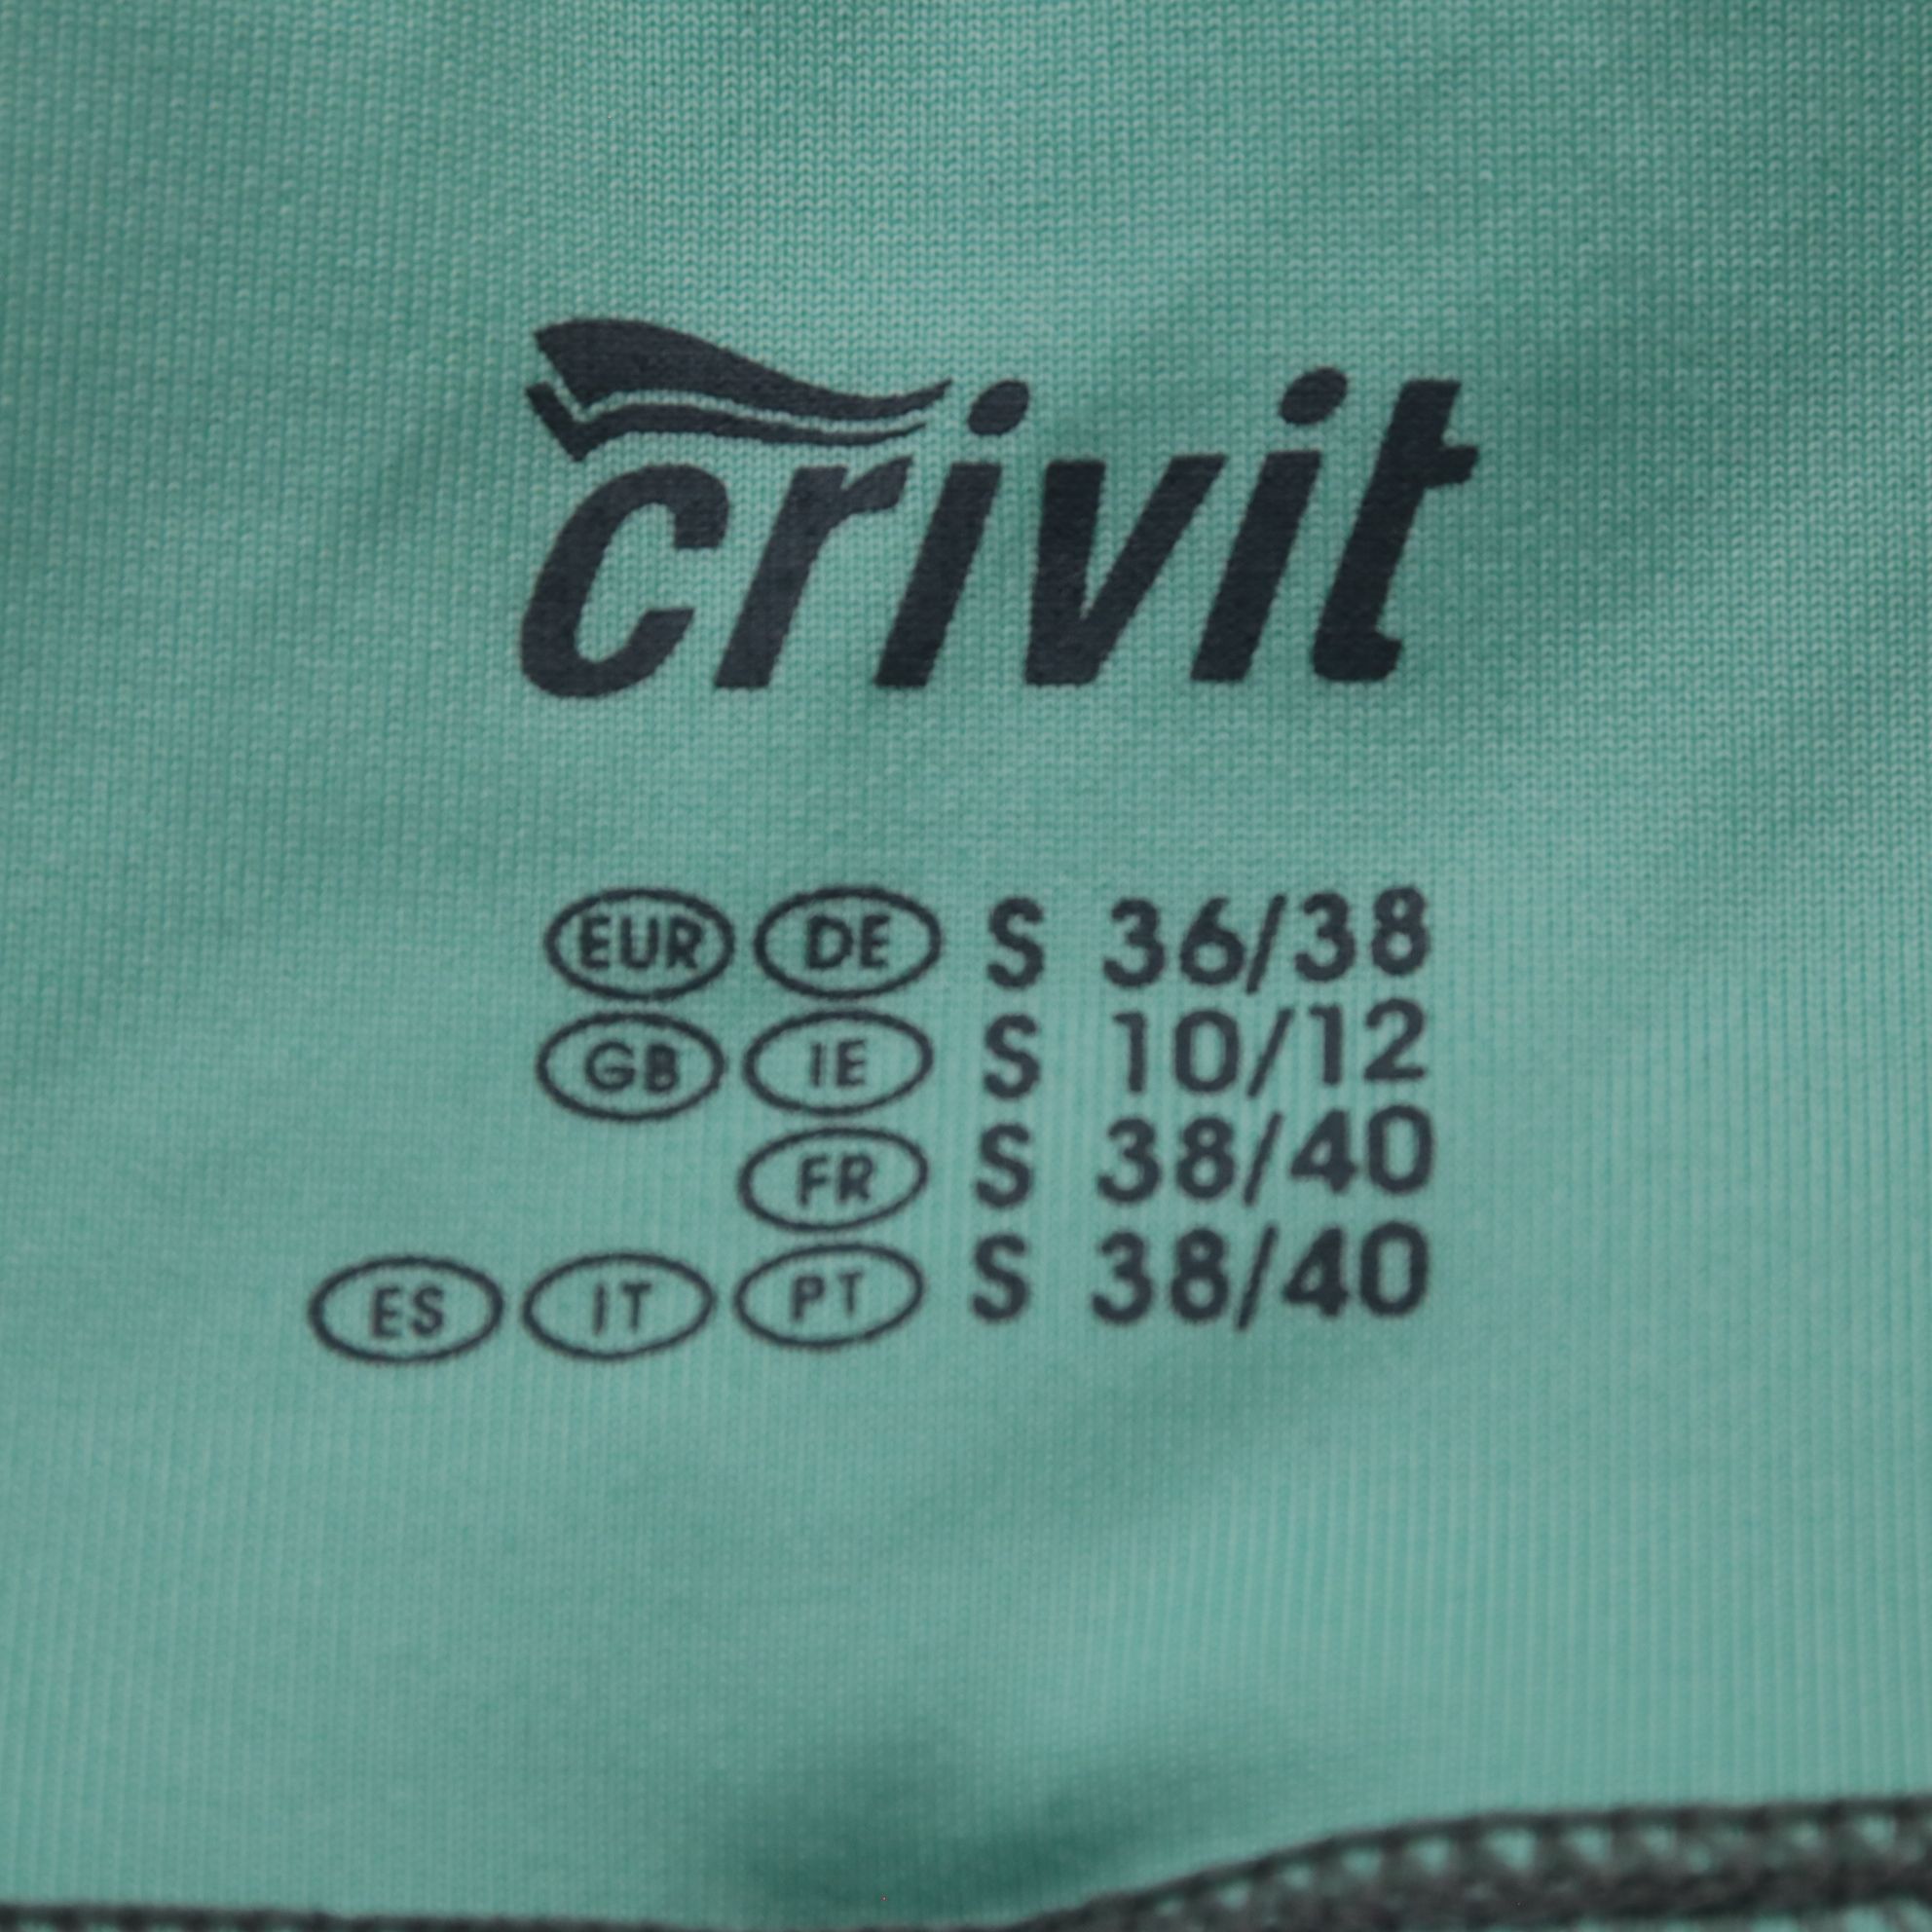 crivit
EUR DE S 36/38
GB IE S 10/12
FR S 38/40
ES IT PT S 38/40